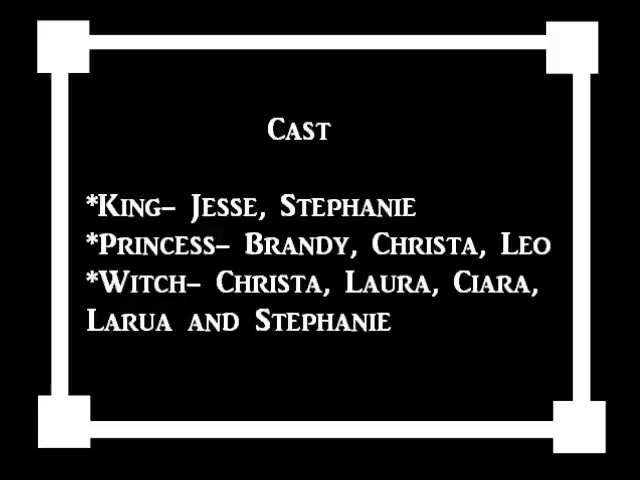 Cast
*King- Jesse, Stephanie
*Princess- Brandy, Christa, Leo
*Witch- Christa, Laura, Ciara,
Larua and Stephanie